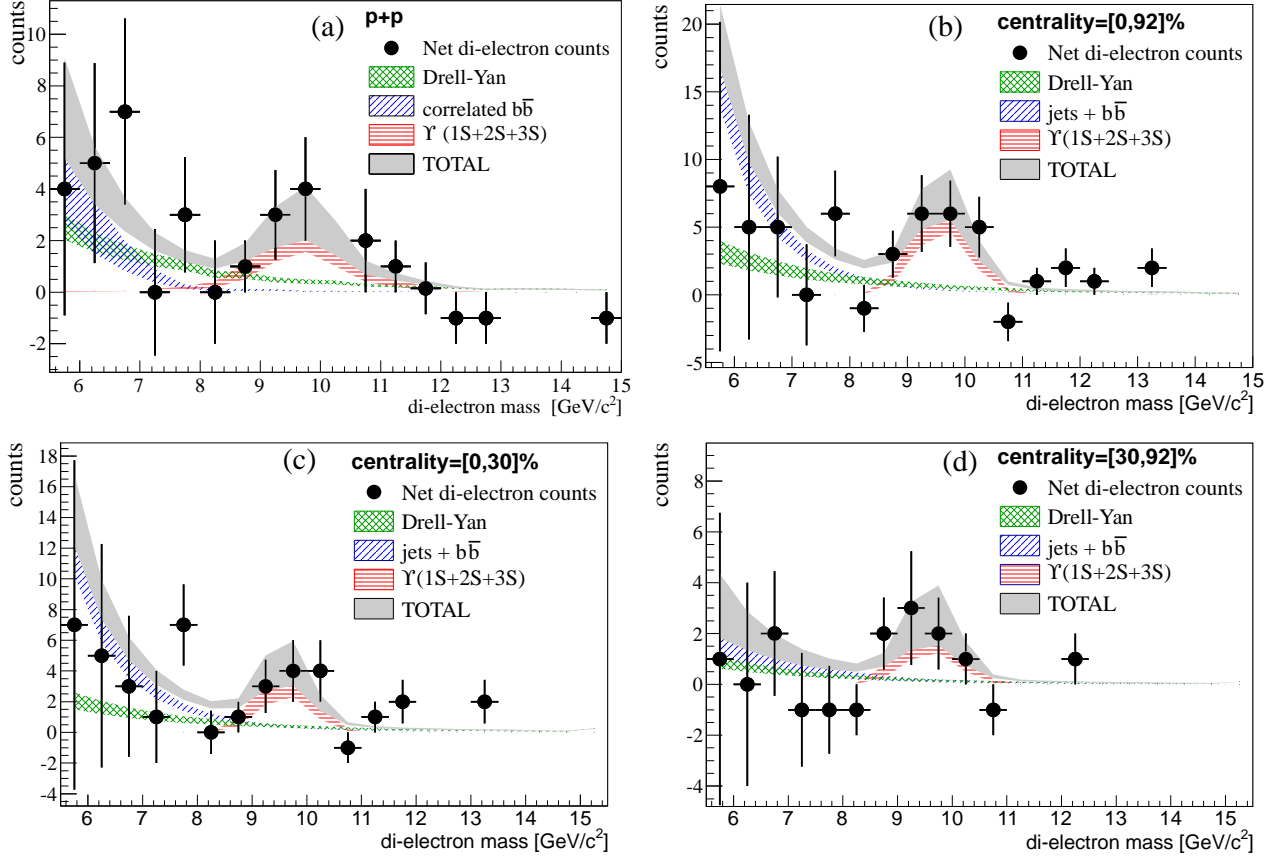 counts
(a)
p+p
Net di-electron counts
Drell-Yan
correlated bb̅
ϒ (1S+2S+3S)
TOTAL
10
8
6
4
2
0
-2
6 7 8 9 10 11 12 13 14 15
di-electron mass [GeV/c²]
counts
(b)
centrality=[0,92]%
Net di-electron counts
Drell-Yan
jets + bb̅
ϒ(1S+2S+3S)
TOTAL
20
15
10
5
0
-5
6 7 8 9 10 11 12 13 14 15
di-electron mass [GeV/c²]
counts
(c)
centrality=[0,30]%
Net di-electron counts
Drell-Yan
jets + bb̅
ϒ(1S+2S+3S)
TOTAL
18
16
14
12
10
8
6
4
2
0
-2
-4
6 7 8 9 10 11 12 13 14 15
di-electron mass [GeV/c²]
counts
(d)
centrality=[30,92]%
Net di-electron counts
Drell-Yan
jets + bb̅
ϒ(1S+2S+3S)
TOTAL
8
6
4
2
0
-2
-4
6 7 8 9 10 11 12 13 14 15
di-electron mass [GeV/c²]